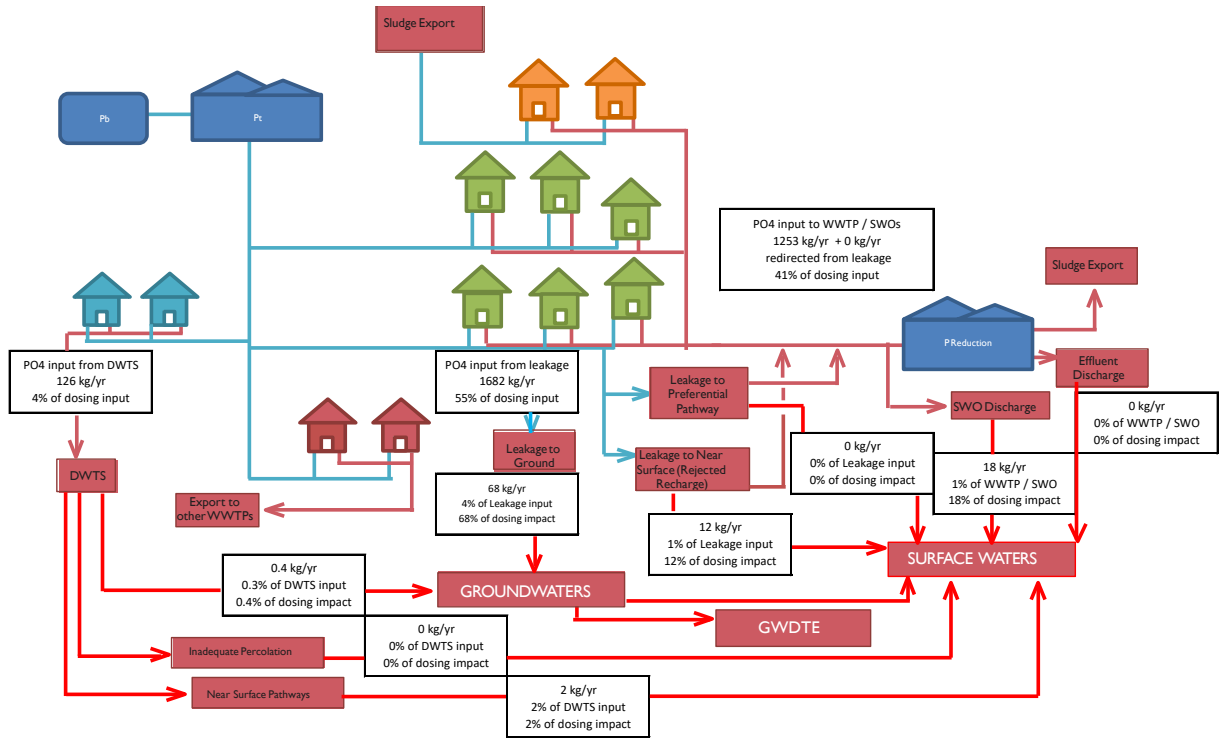 Sludge Export
Pb
Pt
PO4 input to WWTP / SWOs
1253 kg/yr + 0 kg/yr
redirected from leakage
41% of dosing input
Sludge Export
P Reduction
Effluent
Discharge
PO4 input from DWTS
126 kg/yr
4% of dosing input
PO4 input from leakage
1682 kg/yr
55% of dosing input
Leakage to
Preferential
Pathway
SWO Discharge
0 kg/yr
0% of WWTP / SWO
0% of dosing impact
Leakage to
Ground
Leakage to Near
Surface (Rejected
Recharge)
0 kg/yr
0% of Leakage input
0% of dosing impact
18 kg/yr
1% of WWTP / SWO
18% of dosing impact
DWTS
Export to
other WWTPs
68 kg/yr
4% of Leakage input
68% of dosing impact
12 kg/yr
1% of Leakage input
12% of dosing impact
SURFACE WATERS
0.4 kg/yr
0.3% of DWTS input
0.4% of dosing impact
GROUNDWATERS
GWDTE
Inadequate Percolation
0 kg/yr
0% of DWTS input
0% of dosing impact
Near Surface Pathways
2 kg/yr
2% of DWTS input
2% of dosing impact